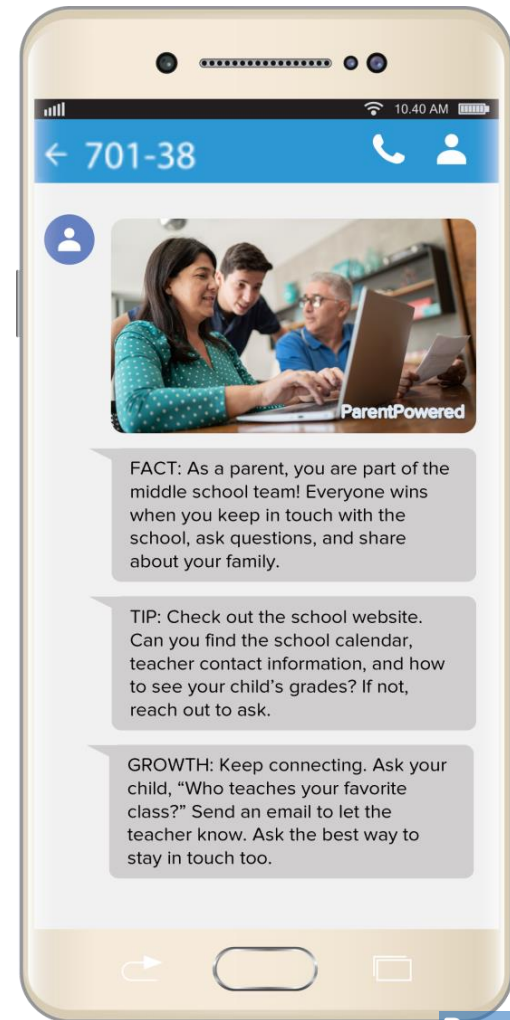 10.40 AM
701-38
ParentPowered
FACT: As a parent, you are part of the
middle school team! Everyone wins
when you keep in touch with the
school, ask questions, and share
about your family.
TIP: Check out the school website.
Can you find the school calendar,
teacher contact information, and how
to see your child’s grades? If not,
reach out to ask.
GROWTH: Keep connecting. Ask your
child, “Who teaches your favorite
class?” Send an email to let the
teacher know. Ask the best way to
stay in touch too.